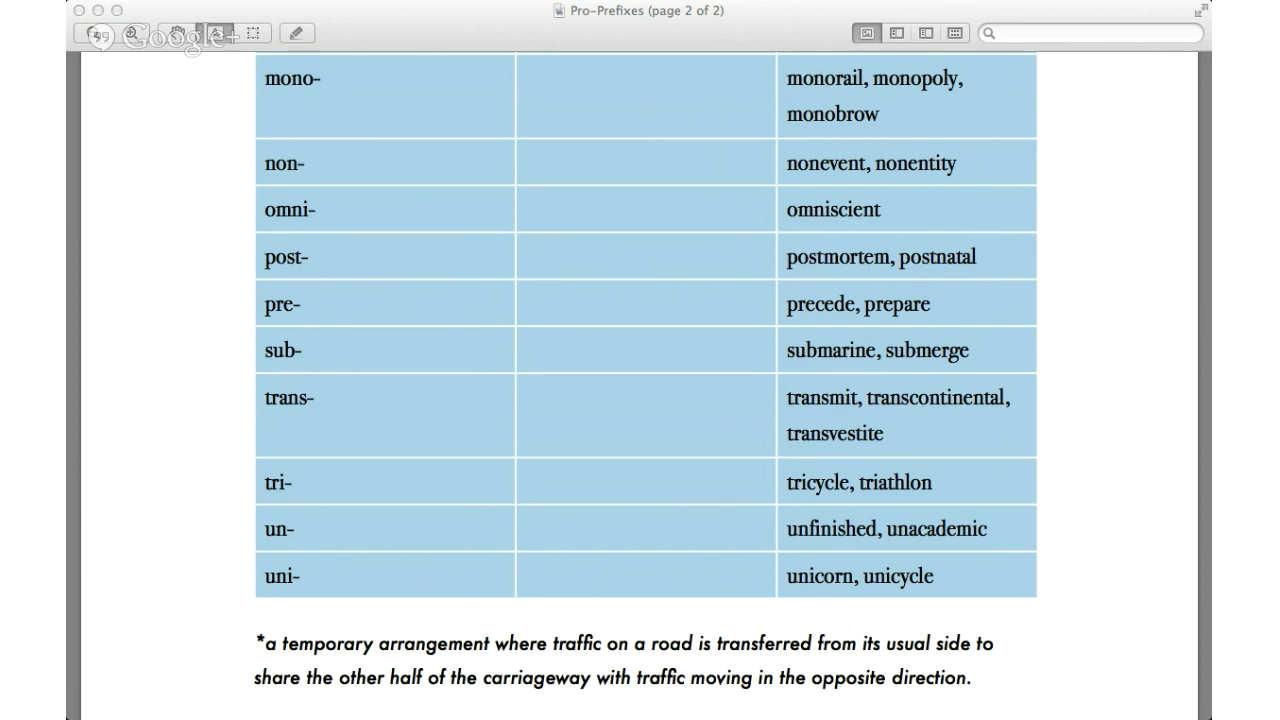 Pro-Prefixes (page 2 of 2)
Google+
mono-
monorail, monopoly,
monobrow
non-
nonevent, nonentity
omni-
omniscient
post-
postmortem, postnatal
pre-
precede, prepare
sub-
submarine, submerge
trans-
transmit, transcontinental,
transvestite
tri-
tricycle, triathlon
un-
unfinished, unacademic
uni-
unicorn, unicycle
*a temporary arrangement where traffic on a road is transferred from its usual side to
share the other half of the carriageway with traffic moving in the opposite direction.